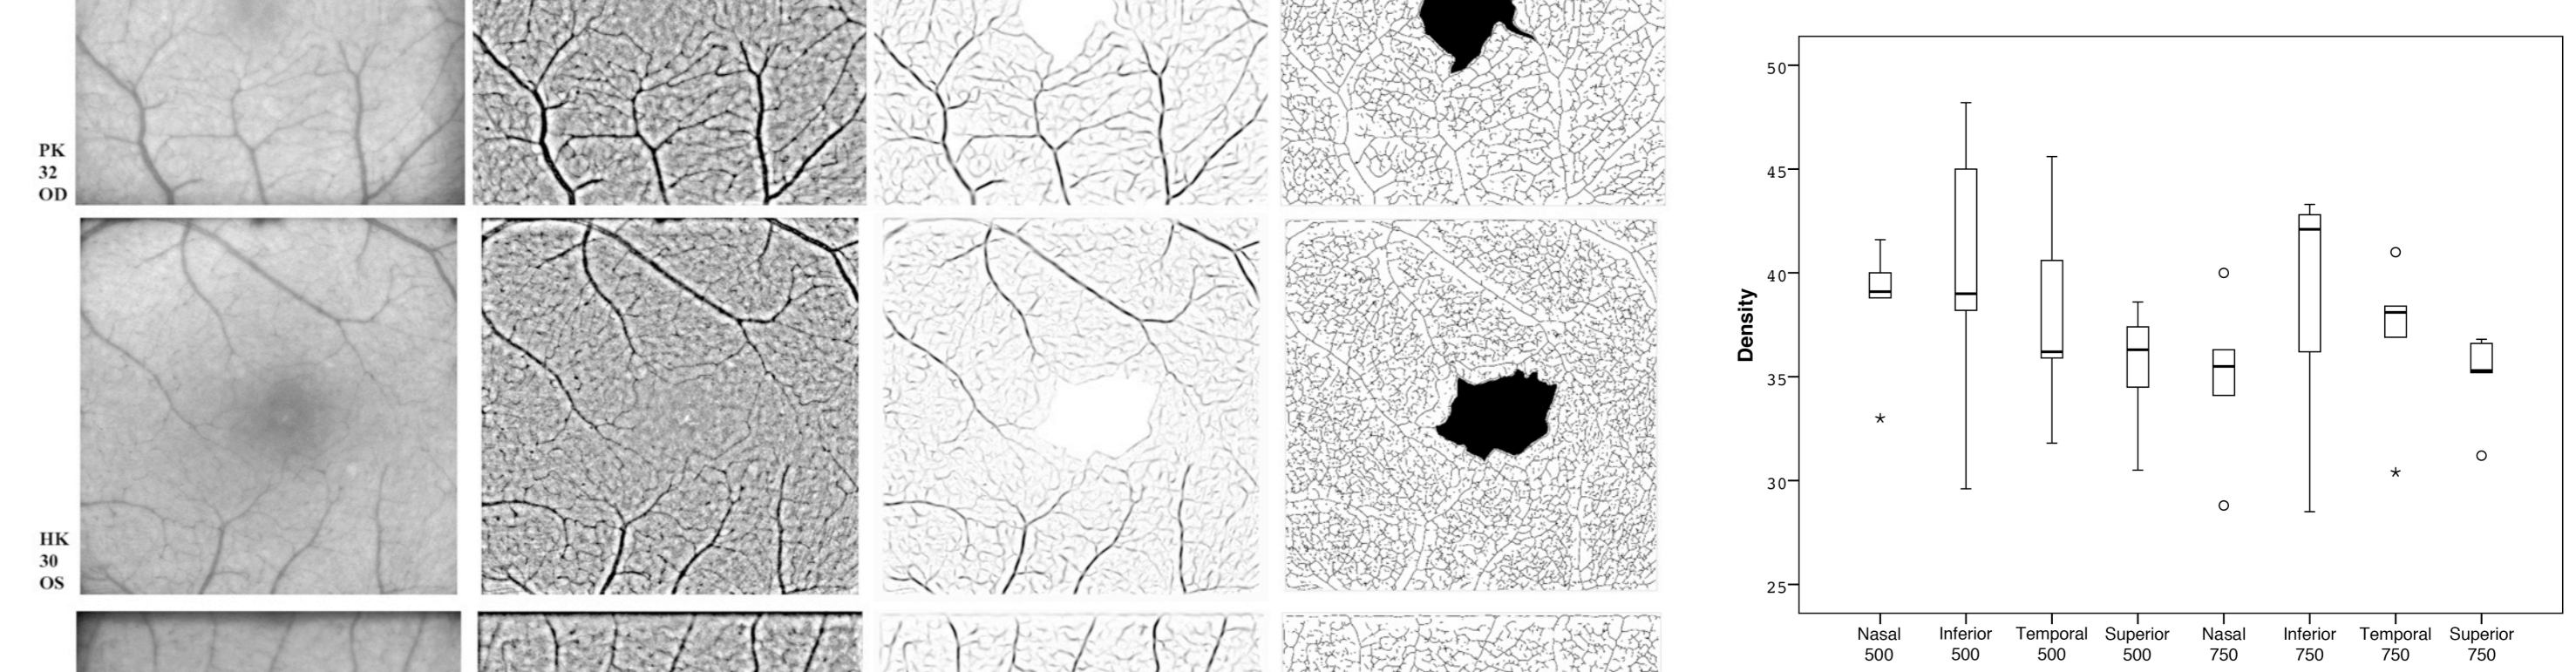 PK
32
OD
HK
30
OS
Density
50
45
40
35
30
25
Nasal
500
Inferior
500
Temporal
500
Superior
500
Nasal
750
Inferior
750
Temporal
750
Superior
750